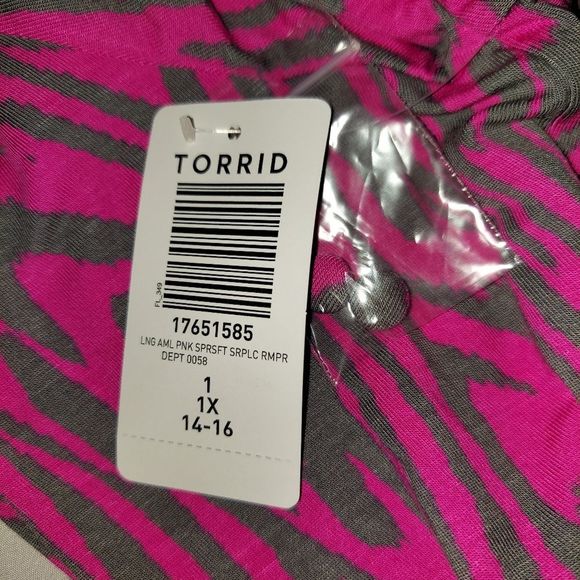 TORRID
FL_349
17651585
LNG AML PNK SPRSFT SRPLC RMPR
DEPT 0058
1
1X
14-16